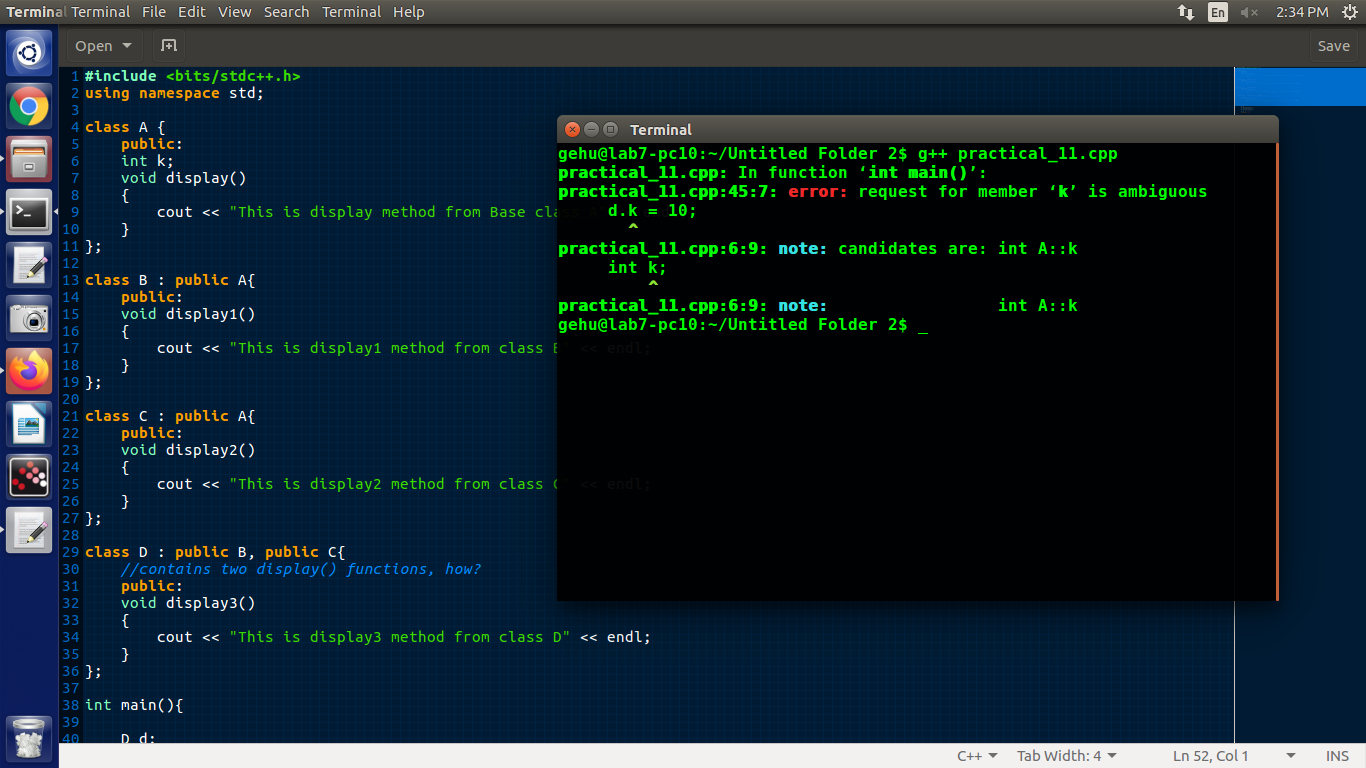 Terminal Terminal File Edit View Search Terminal Help En 2:34 PM
Open Save
1 #include <bits/stdc++.h>
2 using namespace std;
3
4 class A {
5 public:
6 int k;
7 void display()
8 {
9 cout << "This is display method from Base cla
10 }
11 };
12
13 class B : public A{
14 public:
15 void display1()
16 {
17 cout << "This is display1 method from class B" << endl;
18 }
19 };
20
21 class C : public A{
22 public:
23 void display2()
24 {
25 cout << "This is display2 method from class C" << endl;
26 }
27 };
28
29 class D : public B, public C{
30 //contains two display() functions, how?
31 public:
32 void display3()
33 {
34 cout << "This is display3 method from class D" << endl;
35 }
36 };
37
38 int main(){
39
40 D d;
Terminal
gehu@lab7-pc10:~/Untitled Folder 2$ g++ practical_11.cpp
practical_11.cpp: In function ‘int main()’:
practical_11.cpp:45:7: error: request for member ‘k’ is ambiguous
d.k = 10;
^
practical_11.cpp:6:9: note: candidates are: int A::k
int k;
^
practical_11.cpp:6:9: note: int A::k
gehu@lab7-pc10:~/Untitled Folder 2$ _
C++ Tab Width: 4 Ln 52, Col 1 INS